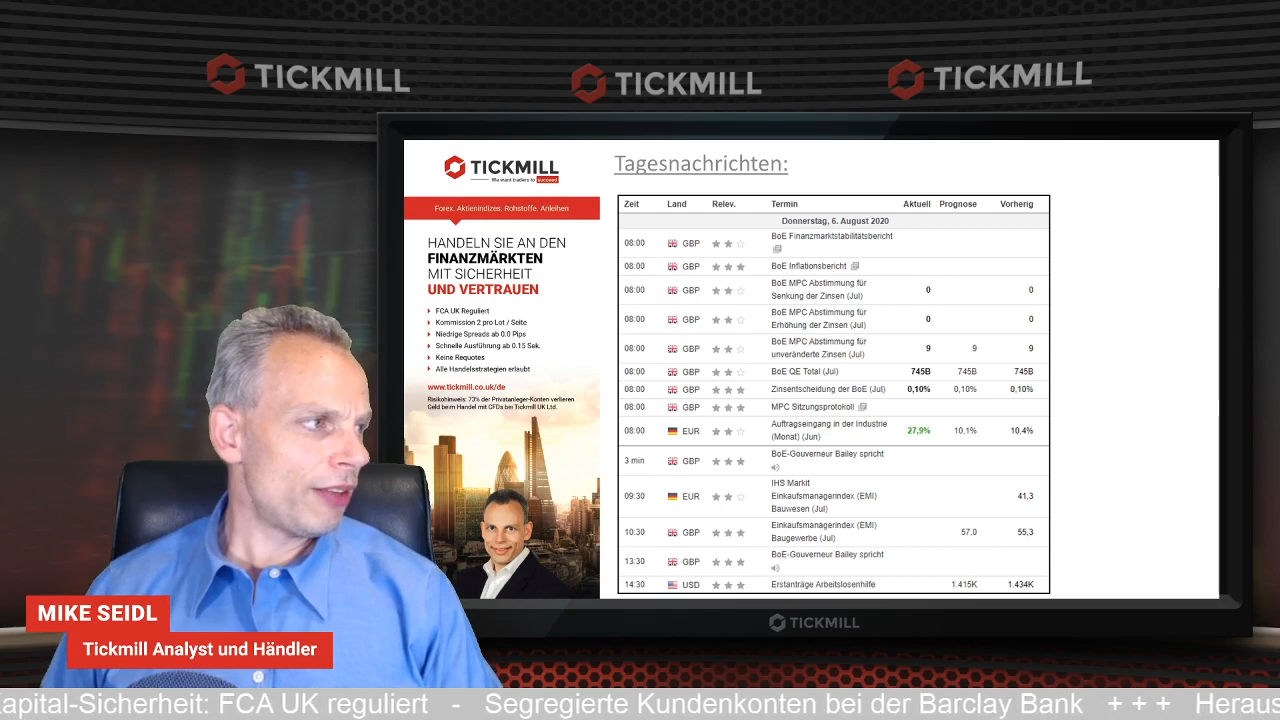 TICKMILL
TICKMILL
TICKMILL
TICKMILL
We want traders to succeed
Forex. Aktienindizes. Rohstoffe. Anleihen
HANDELN SIE AN DEN
FINANZMÄRKTEN
MIT SICHERHEIT
UND VERTRAUEN
FCA UK Reguliert
Kommission 2 pro Lot / Seite
Niedrige Spreads ab 0.0 Pips
Schnelle Ausführung ab 0.15 Sek.
Keine Requotes
Alle Handelsstrategien erlaubt
www.tickmill.co.uk/de
Risikohinweis: 73% der Privatanleger-Konten verlieren
Geld beim Handel mit CFDs bei Tickmill UK Ltd.
Tagesnachrichten:
Zeit Land Relev. Termin Aktuell Prognose Vorherig
Donnerstag, 6. August 2020
08:00 GBP BoE Finanzmarktstabilitätsbericht
08:00 GBP BoE Inflationsbericht
08:00 GBP BoE MPC Abstimmung für
Senkung der Zinsen (Jul) 0 0
08:00 GBP BoE MPC Abstimmung für
Erhöhung der Zinsen (Jul) 0 0
08:00 GBP BoE MPC Abstimmung für
unveränderte Zinsen (Jul) 9 9 9
08:00 GBP BoE QE Total (Jul) 745B 745B 745B
08:00 GBP Zinsentscheidung der BoE (Jul) 0,10% 0,10% 0,10%
08:00 GBP MPC Sitzungsprotokoll
08:00 EUR Auftragseingang in der Industrie
(Monat) (Jun) 27,9% 10,1% 10,4%
3 min GBP BoE-Gouverneur Bailey spricht
09:30 EUR IHS Markit
Einkaufsmanagerindex (EMI)
Bauwesen (Jul) 41,3
10:30 GBP Einkaufsmanagerindex (EMI)
Baugewerbe (Jul) 57,0 55,3
13:30 GBP BoE-Gouverneur Bailey spricht
14:30 USD Erstanträge Arbeitslosenhilfe 1.415K 1.434K
TICKMILL
MIKE SEIDL
Tickmill Analyst und Händler
Kapital-Sicherheit: FCA UK reguliert - Segregierte Kundenkonten bei der Barclay Bank + + + Heraus